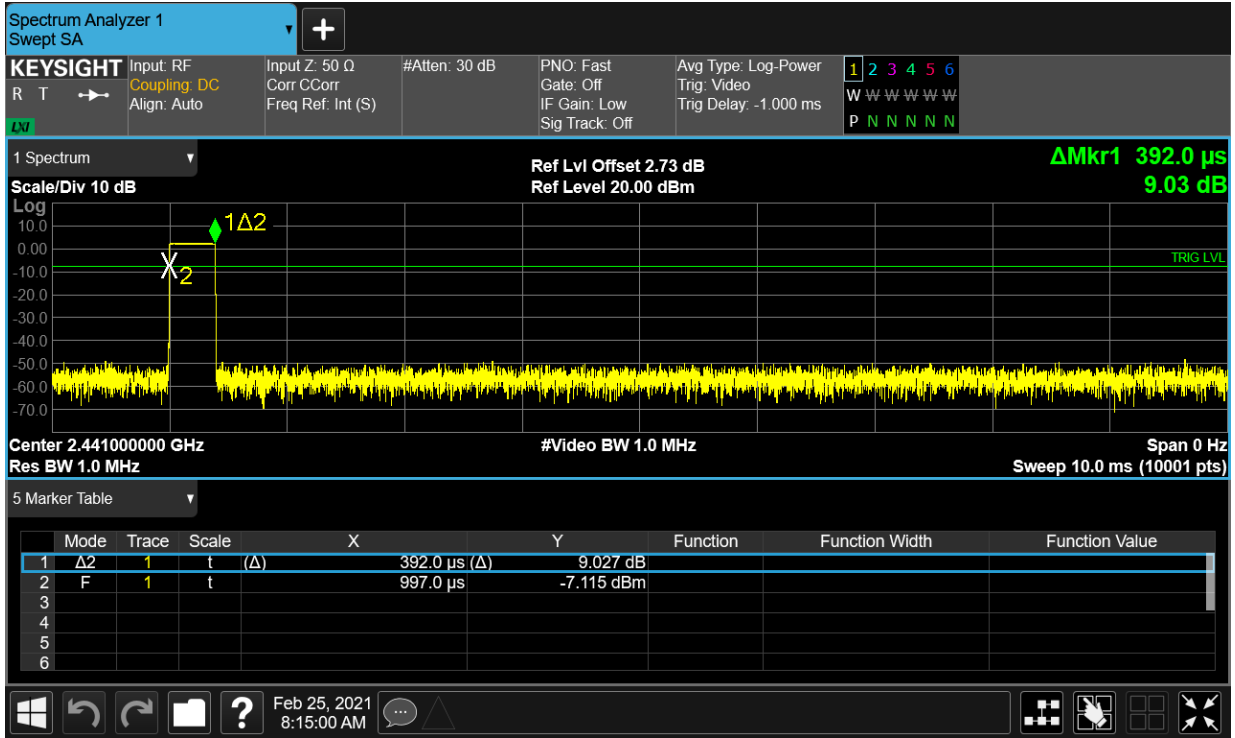 Spectrum Analyzer 1
Swept SA
KEYSIGHT
R T
LXI
Input: RF
Coupling: DC
Align: Auto
Input Z: 50 Ω
Corr CCorr
Freq Ref: Int (S)
#Atten: 30 dB
PNO: Fast
Gate: Off
IF Gain: Low
Sig Track: Off
Avg Type: Log-Power
Trig: Video
Trig Delay: -1.000 ms
1 2 3 4 5 6
W W W W W W
P N N N N N
1 Spectrum
Scale/Div 10 dB
Ref Lvl Offset 2.73 dB
Ref Level 20.00 dBm
ΔMkr1 392.0 µs
9.03 dB
Log
10.0
0.00
-10.0
-20.0
-30.0
-40.0
-50.0
-60.0
-70.0
1Δ2
2
TRIG LVL
Center 2.441000000 GHz
#Video BW 1.0 MHz
Span 0 Hz
Res BW 1.0 MHz
Sweep 10.0 ms (10001 pts)
5 Marker Table
Mode Trace Scale X Y Function Function Width Function Value
1 Δ2 1 t (Δ) 392.0 µs (Δ) 9.027 dB
2 F 1 t 997.0 µs -7.115 dBm
3
4
5
6
?
Feb 25, 2021
8:15:00 AM